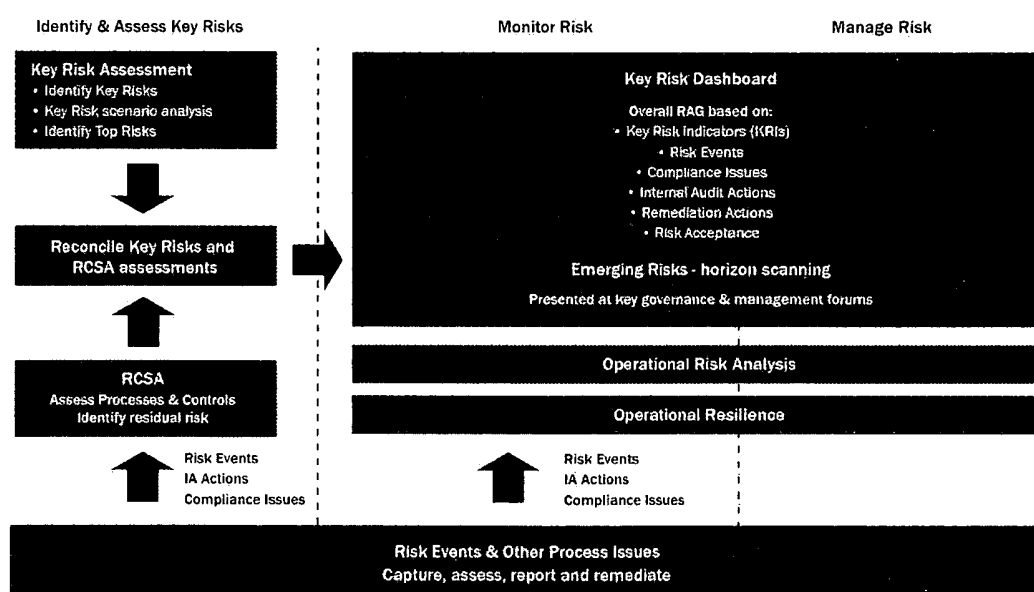 Identify & Assess Key Risks
Monitor Risk
Manage Risk
Key Risk Assessment
• Identify Key Risks
• Key Risk scenario analysis
• Identify Top Risks
Reconcile Key Risks and
RCSA assessments
RCSA
Assess Processes & Controls
Identify residual risk
Risk Events
IA Actions
Compliance Issues
Key Risk Dashboard
Overall RAG based on:
• Key Risk Indicators (KRIs)
• Risk Events
• Compliance Issues
• Internal Audit Actions
• Remediation Actions
• Risk Acceptance
Emerging Risks - horizon scanning
Presented at key governance & management forums
Operational Risk Analysis
Operational Resilience
Risk Events
IA Actions
Compliance Issues
Risk Events & Other Process Issues
Capture, assess, report and remediate